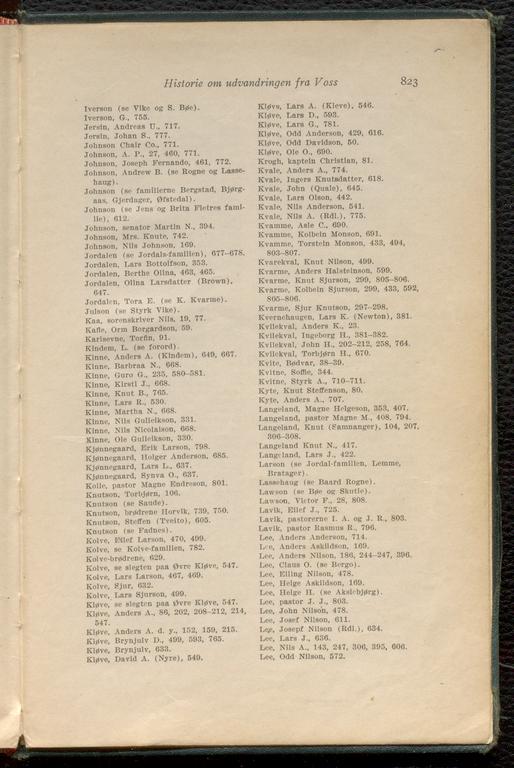 Historie om udvandringen fra Voss 823
Iverson (se Vike og S. Bøe).
Iverson, G., 755.
Jersin, Andreas U., 717.
Jersin, Johan S., 777.
Johnson Chair Co., 771.
Johnson, A. P., 27, 460, 771.
Johnson, Joseph Fernando, 461, 772.
Johnson, Andrew B. (se Rogne og Lasse-
haug).
Johnson (se familierne Bergstad, Bjørg-
aas, Gjerdager, Øfstedal).
Johnson (se Jens og Brita Fletres fami-
lie), 612.
Johnson, senator Martin N., 394.
Johnson, Mrs. Knute, 742.
Johnson, Nils Johnson, 169.
Jordalen (se Jordals-familien), 677–678.
Jordalen, Lars Bottolfson, 353.
Jordalen, Berthe Olina, 463, 465.
Jordalen, Olina Larsdatter (Brown),
647.
Jordalen, Tora E. (se K. Kvarme).
Julson (se Styrk Vike).
Kaa, sorenskriver Nils, 19, 77.
Kafle, Orm Borgardson, 59.
Karlsevne, Torfin, 91.
Kindem, L. (se forord).
Kinne, Anders A. (Kindem), 649, 667.
Kinne, Barbraa N., 668.
Kinne, Guro G., 235, 580–581.
Kinne, Kirsti J., 668.
Kinne, Knut B., 765.
Kinne, Lars R., 530.
Kinne, Martha N., 668.
Kinne, Nils Gulleikson, 331.
Kinne, Nils Nicolaison, 668.
Kinne, Ole Gulleikson, 330.
Kjønnegaard, Erik Larson, 798.
Kjønnegaard, Holger Anderson, 685.
Kjønnegaard, Lars L., 637.
Kjønnegaard, Synva O., 637.
Kolle, pastor Magne Endreson, 801.
Knutson, Torbjørn, 106.
Knutson (se Saude).
Knutson, brødrene Horvik, 739, 750.
Knutson, Steffen (Treito), 605.
Knutson (se Fadnes).
Kolve, Ellef Larson, 470, 499.
Kolve, se Kolve-familien, 782.
Kolve-brødrene, 629.
Kolve, se slegten paa Øvre Kløve, 547.
Kolve, Lars Larson, 467, 469.
Kolve, Sjur, 632.
Kolve, Lars Sjurson, 499.
Kløve, se slegten paa Øvre Kløve, 547.
Kløve, Anders A., 86, 202, 208–212, 214,
547.
Kløve, Anders A. d. y., 152, 159, 215.
Kløve, Brynjulv D., 499, 593, 765.
Kløve, Brynjulv, 633.
Kløve, David A. (Nyre), 549.
Kløve, Lars A. (Kleve), 546.
Kløve, Lars D., 593.
Kløve, Lars G., 781.
Kløve, Odd Anderson, 429, 616.
Kløve, Odd Davidson, 50.
Kløve, Ole O., 690.
Krogh, kaptein Christian, 81.
Kvale, Anders A., 774.
Kvale, Ingers Knutsdatter, 618.
Kvale, John (Quale), 645.
Kvale, Lars Olson, 442.
Kvale, Nils Anderson, 541.
Kvale, Nils A. (Rdl.), 775.
Kvamme, Asle C., 690.
Kvamme, Kolbein Monson, 691.
Kvamme, Torstein Monson, 433, 494,
803–807.
Kvarekval, Knut Nilson, 499.
Kvarme, Anders Halsteinson, 599.
Kvarme, Knut Sjurson, 299, 805–806.
Kvarme, Kolbein Sjurson, 299, 433, 592,
805–806.
Kvarme, Sjur Knutson, 297–298.
Kvernehaugen, Lars K. (Newton), 381.
Kvilekval, Anders K., 23.
Kvilekval, Ingeborg H., 381–382.
Kvilekval, John H., 202–212, 258, 764.
Kvilekval, Torbjørn H., 670.
Kvite, Bødvar, 38–39.
Kvitne, Soffie, 344.
Kvitne, Styrk A., 710–711.
Kyte, Knut Steffenson, 80.
Kyte, Anders A., 707.
Langeland, Magne Helgeson, 353, 407.
Langeland, pastor Magne M., 408, 794.
Langeland, Knut (Samnanger), 104, 207,
306–308.
Langeland Knut N., 417.
Langeland, Lars J., 422.
Larson (se Jordal-familien, Lemme,
Bratager).
Lassehaug (se Baard Rogne).
Lawson (se Bøe og Skutle).
Lawson, Victor F., 28, 808.
Lavik, Ellef J., 725.
Lavik, pastorerne I. A. og J. R., 803.
Lavik, pastor Rasmus R., 796.
Lee, Anders Anderson, 714.
Lee, Anders Askildson, 169.
Lee, Anders Nilson, 186, 244–247, 396.
Lee, Claus O. (se Bergo).
Lee, Elling Nilson, 478.
Lee, Helge Askildson, 169.
Lee, Helge H. (se Akslebjørg).
Lee, pastor J. J., 803.
Lee, John Nilson, 478.
Lee, Josef Nilson, 611.
Lee, Josepf Nilson (Rdl.), 634.
Lee, Lars J., 636.
Lee, Nils A., 143, 247, 306, 395, 606.
Lee, Odd Nilson, 572.